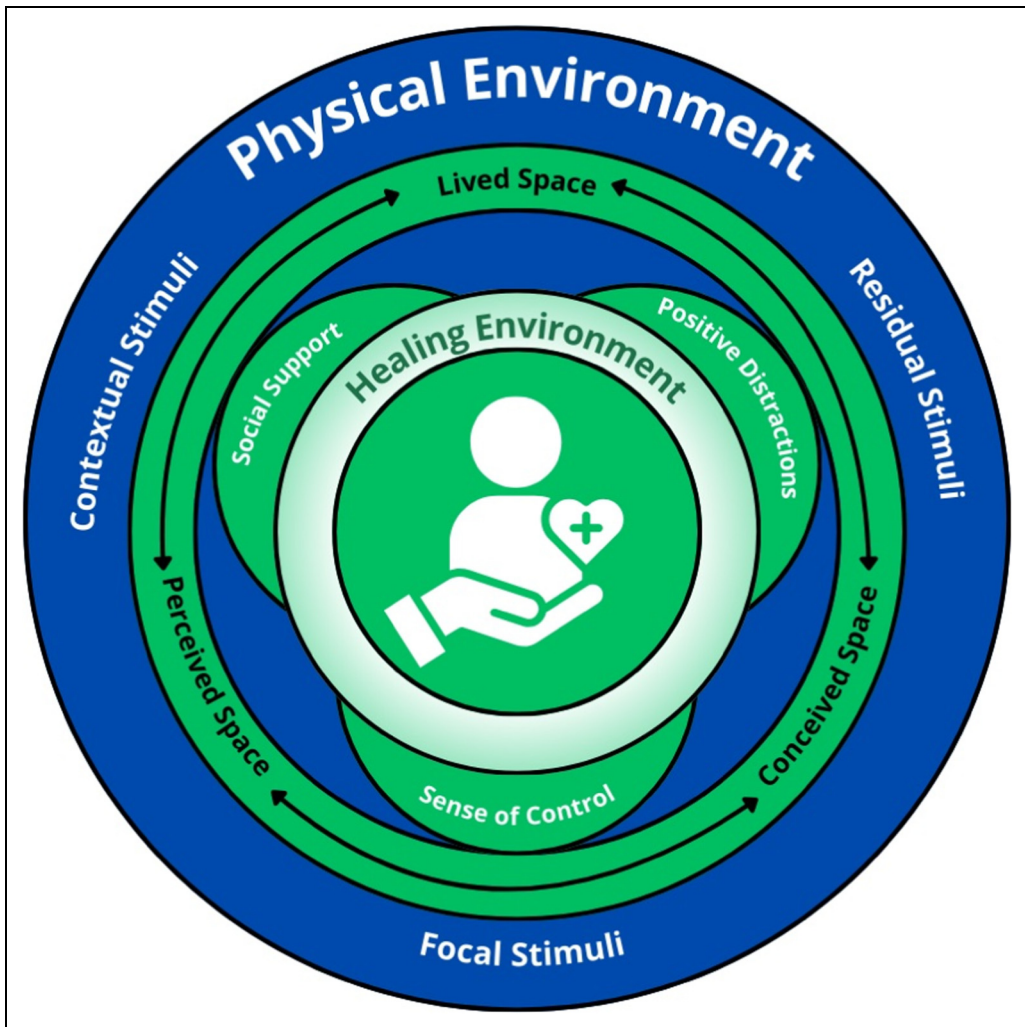 Physical Environment
Lived Space
Contextual Stimuli
Residual Stimuli
Social Support
Healing Environment
Positive Distractions
Perceived Space
Conceived Space
Sense of Control
Focal Stimuli